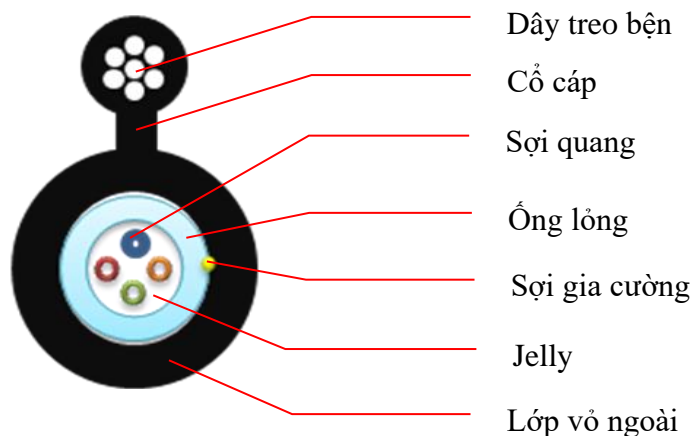 Dây treo bện
Cổ cáp
Sợi quang
Ống lỏng
Sợi gia cường
Jelly
Lớp vỏ ngoài